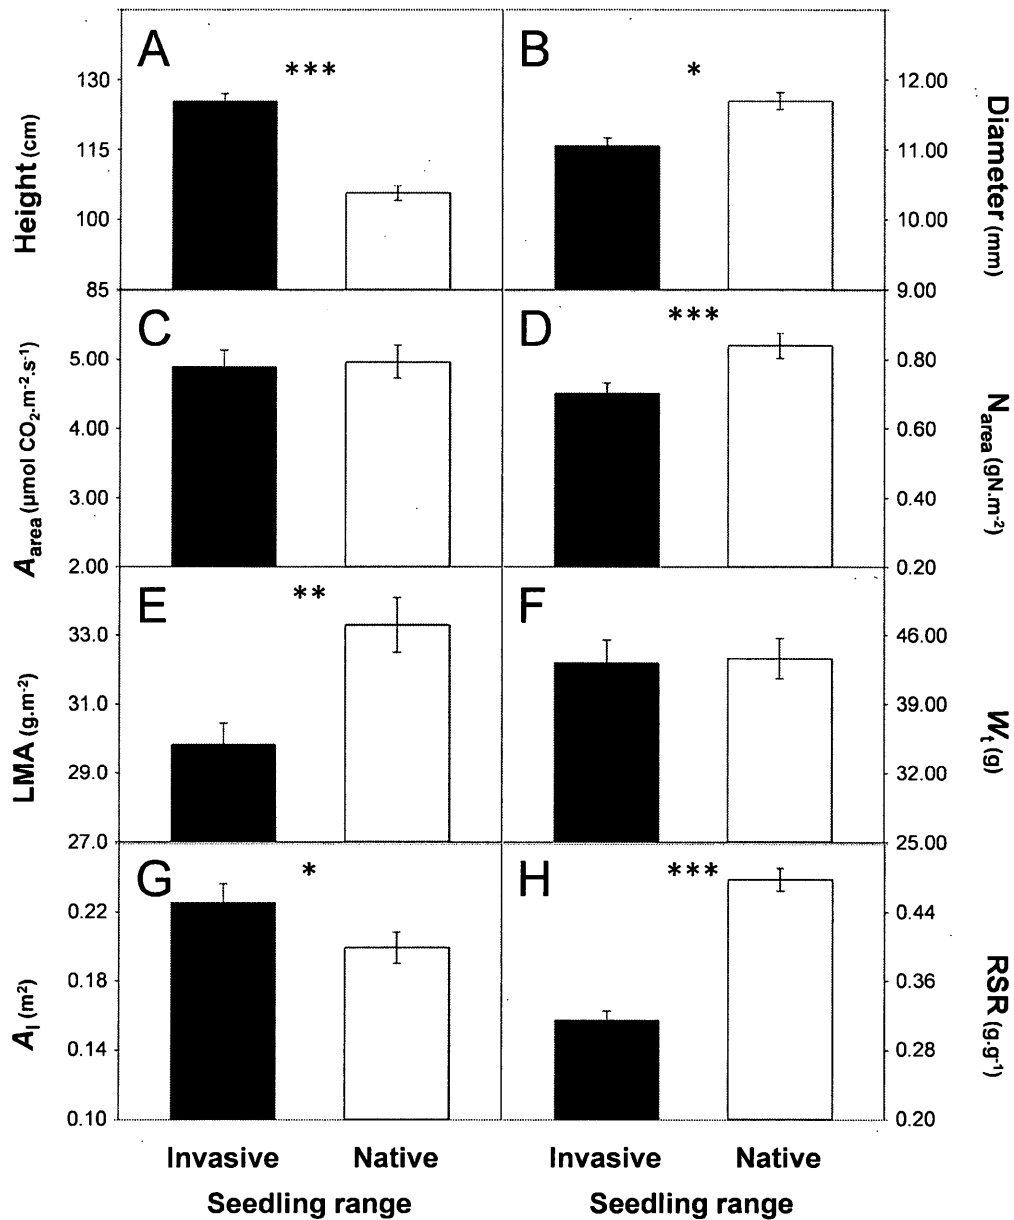 A
***
130
115
100
85
Height (cm)
B
*
12.00
11.00
10.00
9.00
Diameter (mm)
C
5.00
4.00
3.00
2.00
A area (µmol CO2.m-2.s-1)
D
***
0.80
0.60
0.40
0.20
Narea (gN.m-2)
E
**
33.0
31.0
29.0
27.0
LMA (g.m-2)
F
46.00
39.00
32.00
25.00
Wt (g)
G
*
0.22
0.18
0.14
0.10
Al (m2)
H
***
0.44
0.36
0.28
0.20
RSR (g.g-1)
Invasive Native Invasive Native
Seedling range Seedling range